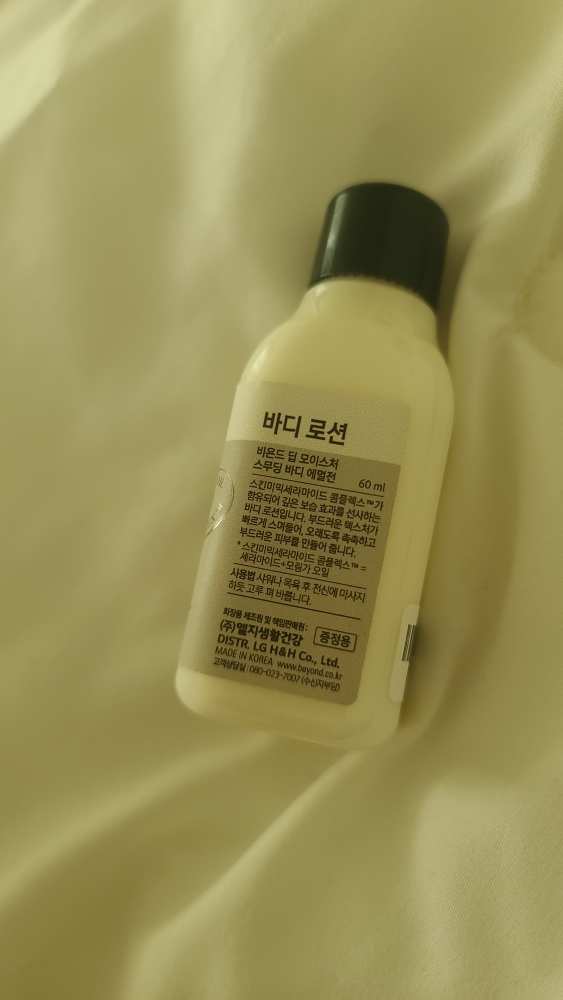 바디 로션
비욘드 딥 모이스처
스무딩 바디 에멀전
60 ml
스킨미믹세라마이드 콤플렉스™가
함유되어 깊은 보습 효과를 선사하는
바디 로션입니다. 부드러운 텍스처가
빠르게 스며들어, 오래도록 촉촉하고
부드러운 피부를 만들어 줍니다.
* 스킨미믹세라마이드 콤플렉스™ =
세라마이드+모링가 오일
사용법 샤워나 목욕 후 전신에 마사지
하듯 고루 펴 바릅니다.
화장품 제조원 및 책임판매원 :
(주)엘지생활건강
증정용
DISTR. LG H&H Co., Ltd.
MADE IN KOREA www.beyond.co.kr
고객상담실 : 080-023-7007 (수신자부담)